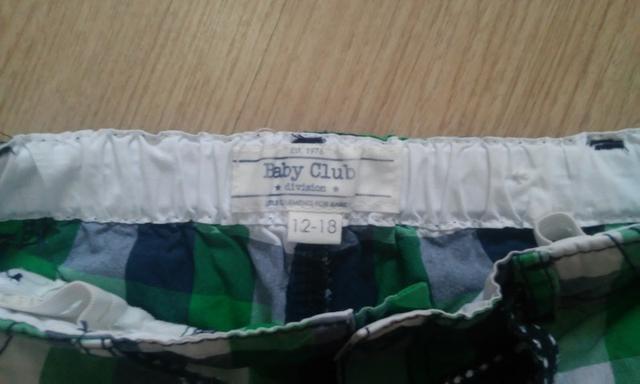 EST. 1976
Baby Club
★ division ★
12-18